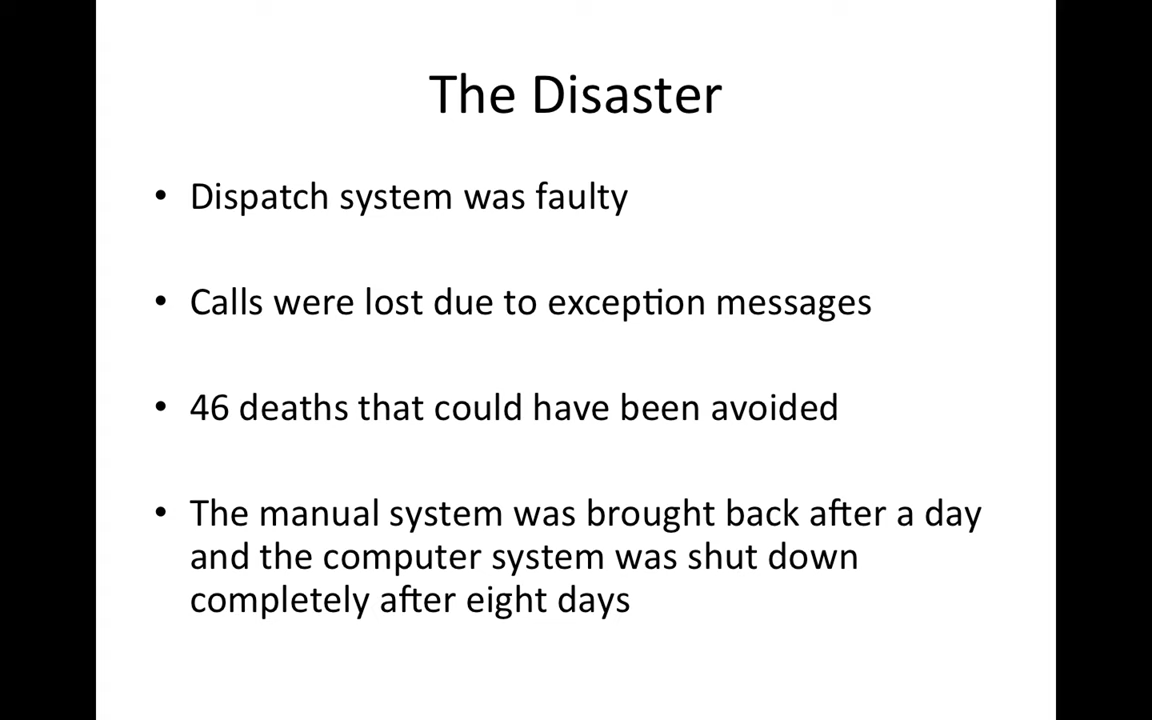 The Disaster
• Dispatch system was faulty
• Calls were lost due to exception messages
• 46 deaths that could have been avoided
• The manual system was brought back after a day
and the computer system was shut down
completely after eight days